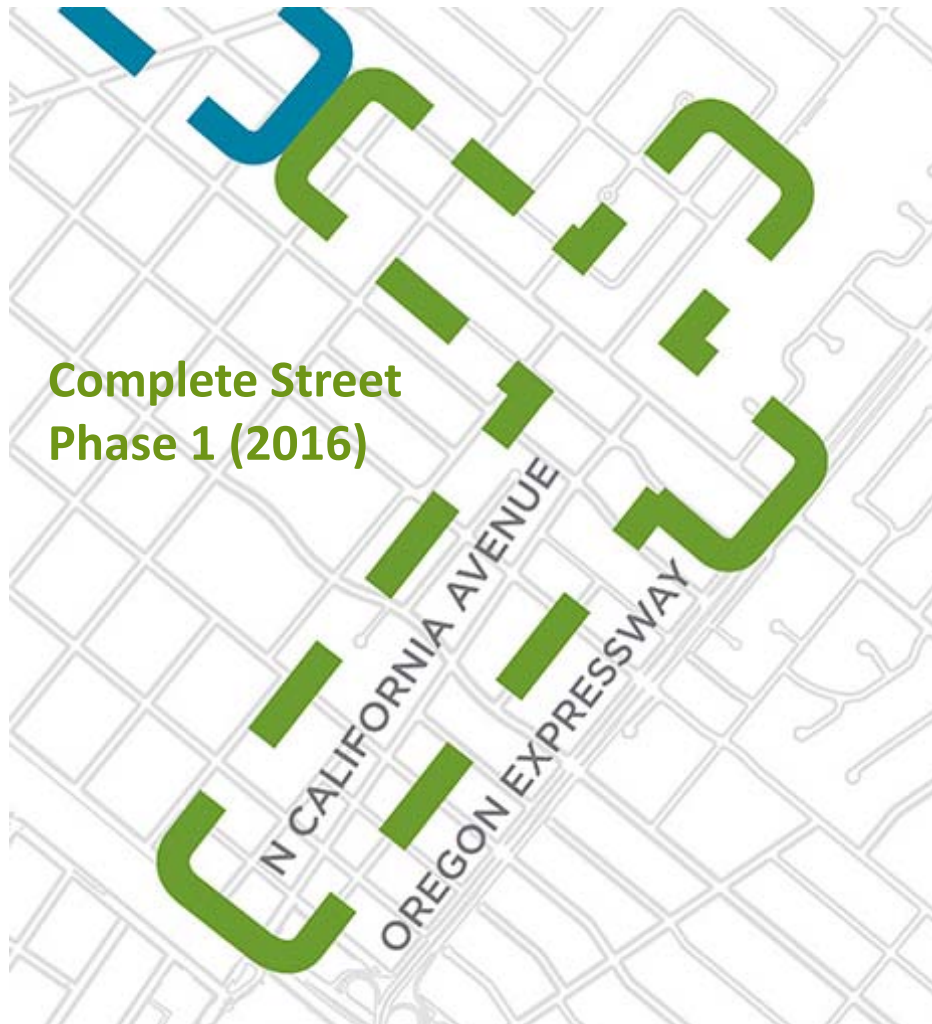 Complete Street
Phase 1 (2016)
N CALIFORNIA AVENUE
OREGON EXPRESSWAY